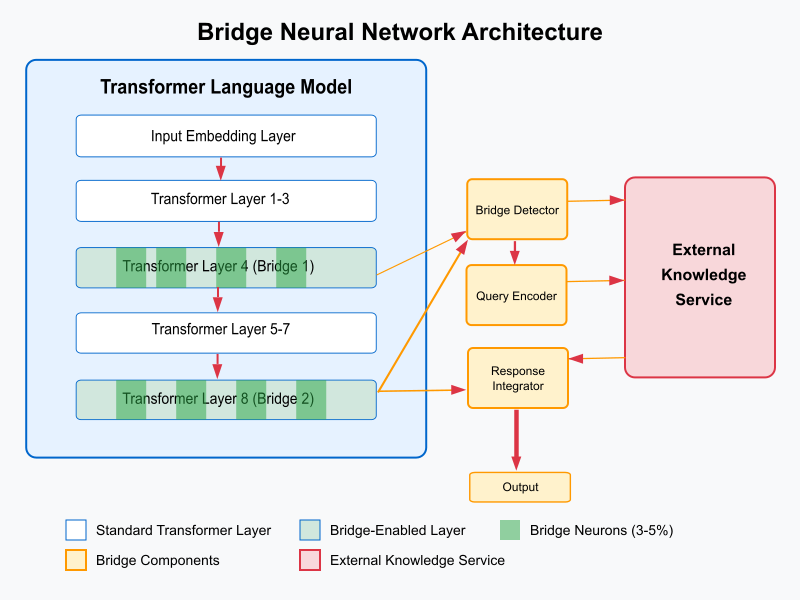 Bridge Neural Network Architecture
Transformer Language Model
Input Embedding Layer
Transformer Layer 1-3
Transformer Layer 4 (Bridge 1)
Transformer Layer 5-7
Transformer Layer 8 (Bridge 2)
Bridge Detector
Query Encoder
Response
Integrator
Output
External
Knowledge
Service
Standard Transformer Layer
Bridge-Enabled Layer
Bridge Neurons (3-5%)
Bridge Components
External Knowledge Service